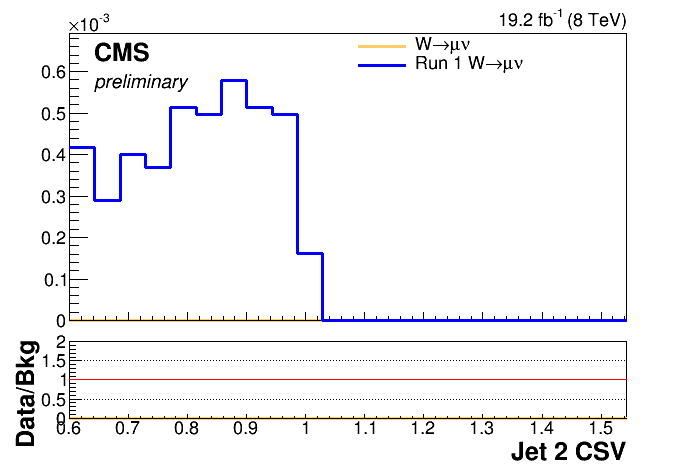 ×10⁻³
19.2 fb⁻¹ (8 TeV)
CMS
preliminary
W→μν
Run 1 W→μν
0.6
0.5
0.4
0.3
0.2
0.1
0
Data/Bkg
2
1.5
1
0.5
0
0.6 0.7 0.8 0.9 1 1.1 1.2 1.3 1.4 1.5
Jet 2 CSV